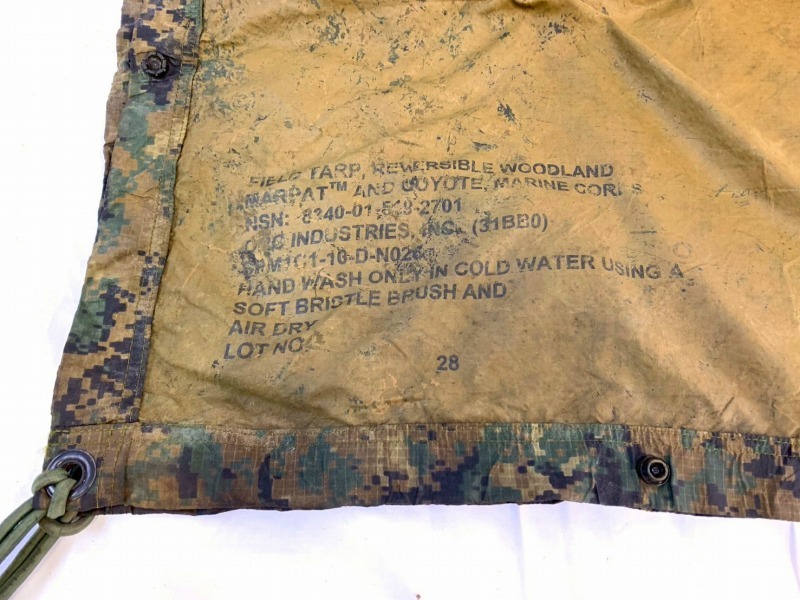 FIELD TARP, REVERSIBLE WOODLAND
MARPAT™ AND COYOTE, MARINE CORPS
NSN: 8340-01-549-2701
INDUSTRIES, INC. (31BB0)
HAND WASH ONLY IN COLD WATER USING A
SOFT BRISTLE BRUSH AND
AIR DRY
LOT NO.
28